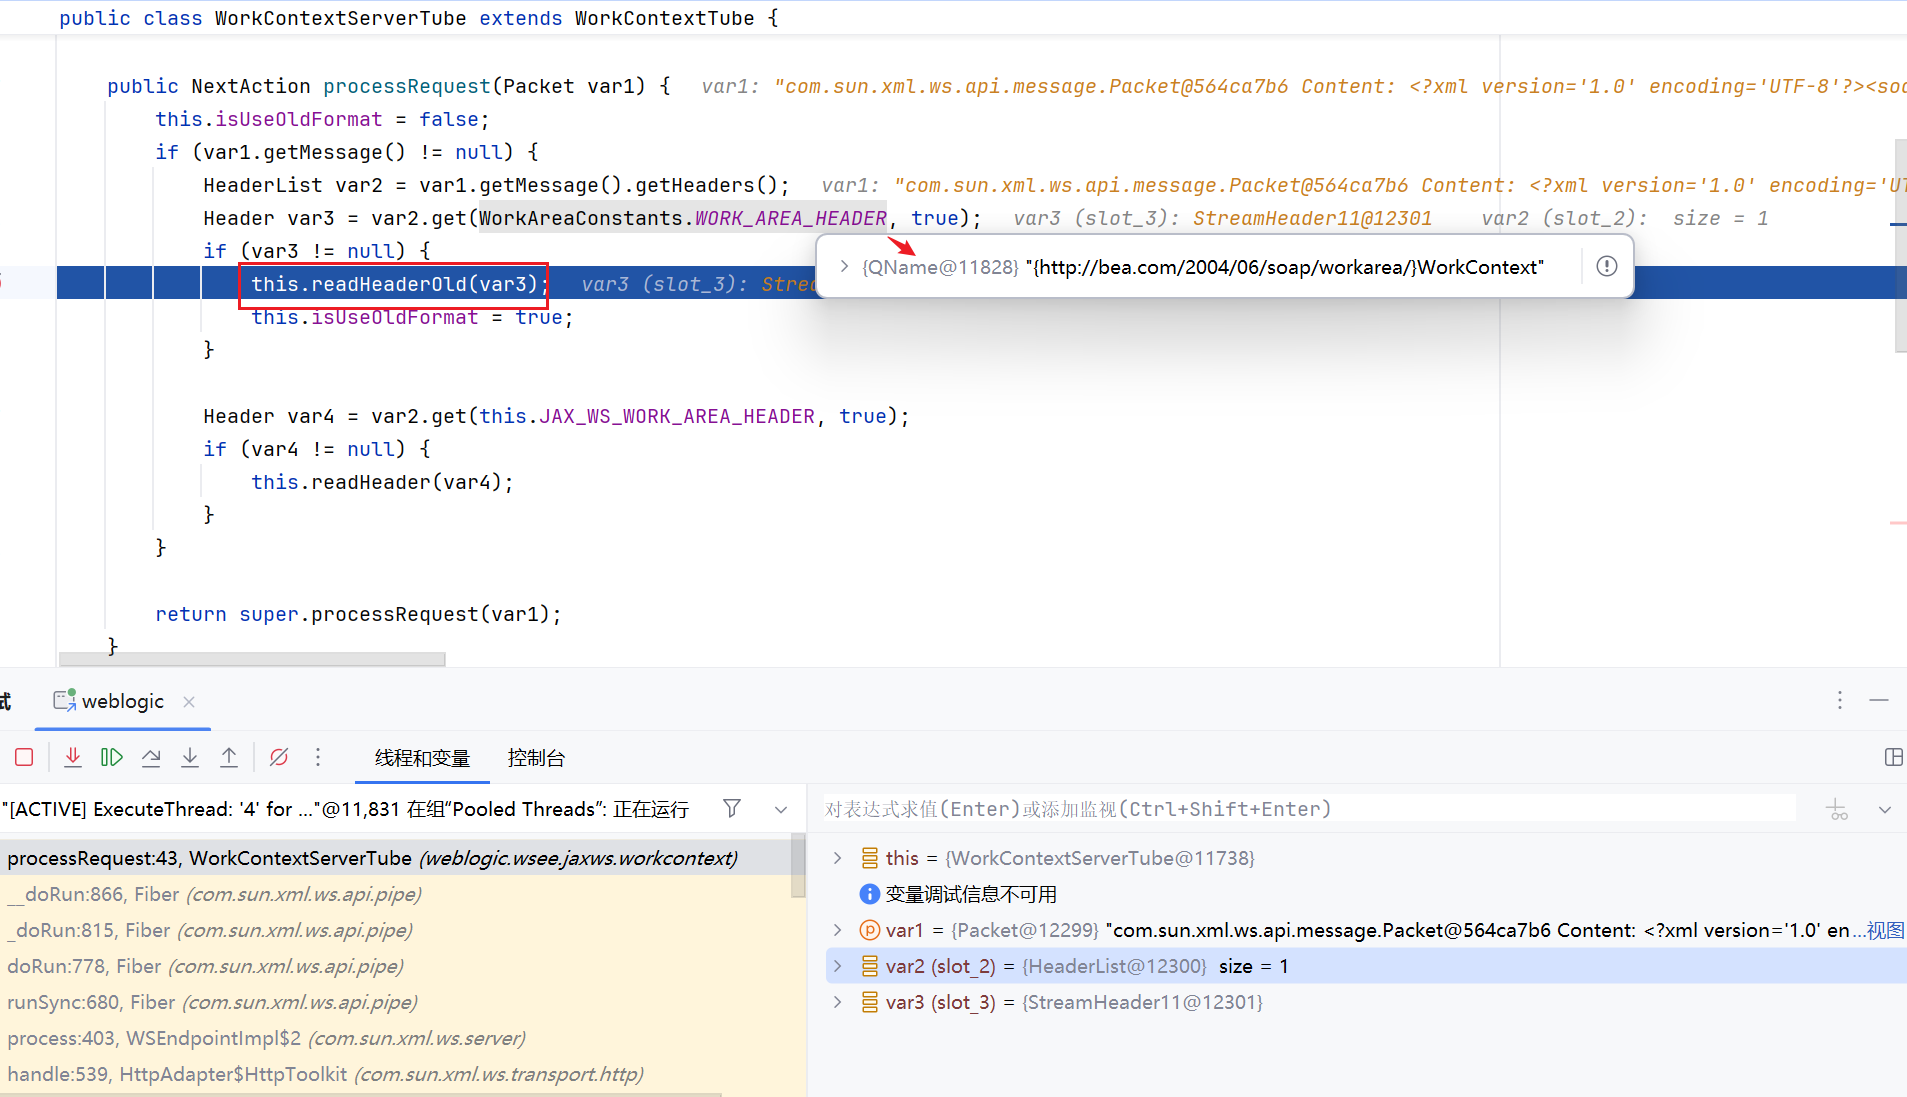 public class WorkContextServerTube extends WorkContextTube {
public NextAction processRequest(Packet var1) {   var1: "com.sun.xml.ws.api.message.Packet@564ca7b6 Content: <?xml version='1.0' encoding='UTF-8'?><soa
this.isUseOldFormat = false;
if (var1.getMessage() != null) {
HeaderList var2 = var1.getMessage().getHeaders();   var1: "com.sun.xml.ws.api.message.Packet@564ca7b6 Content: <?xml version='1.0' encoding='UT
Header var3 = var2.get(WorkAreaConstants.WORK_AREA_HEADER, true);   var3 (slot_3): StreamHeader11@12301    var2 (slot_2):  size = 1
if (var3 != null) {
{QName@11828} "{http://bea.com/2004/06/soap/workarea/}WorkContext"
this.readHeaderOld(var3);   var3 (slot_3): Strea
this.isUseOldFormat = true;
}
Header var4 = var2.get(this.JAX_WS_WORK_AREA_HEADER, true);
if (var4 != null) {
this.readHeader(var4);
}
}
return super.processRequest(var1);
}
试 weblogic
线程和变量 控制台
"[ACTIVE] ExecuteThread: '4' for ..."@11,831 在组“Pooled Threads”: 正在运行
对表达式求值(Enter)或添加监视(Ctrl+Shift+Enter)
processRequest:43, WorkContextServerTube (weblogic.wsee.jaxws.workcontext)
__doRun:866, Fiber (com.sun.xml.ws.api.pipe)
_doRun:815, Fiber (com.sun.xml.ws.api.pipe)
doRun:778, Fiber (com.sun.xml.ws.api.pipe)
runSync:680, Fiber (com.sun.xml.ws.api.pipe)
process:403, WSEndpointImpl$2 (com.sun.xml.ws.server)
handle:539, HttpAdapter$HttpToolkit (com.sun.xml.ws.transport.http)
this = {WorkContextServerTube@11738}
变量调试信息不可用
var1 = {Packet@12299} "com.sun.xml.ws.api.message.Packet@564ca7b6 Content: <?xml version='1.0' en...视图
var2 (slot_2) = {HeaderList@12300}  size = 1
var3 (slot_3) = {StreamHeader11@12301}